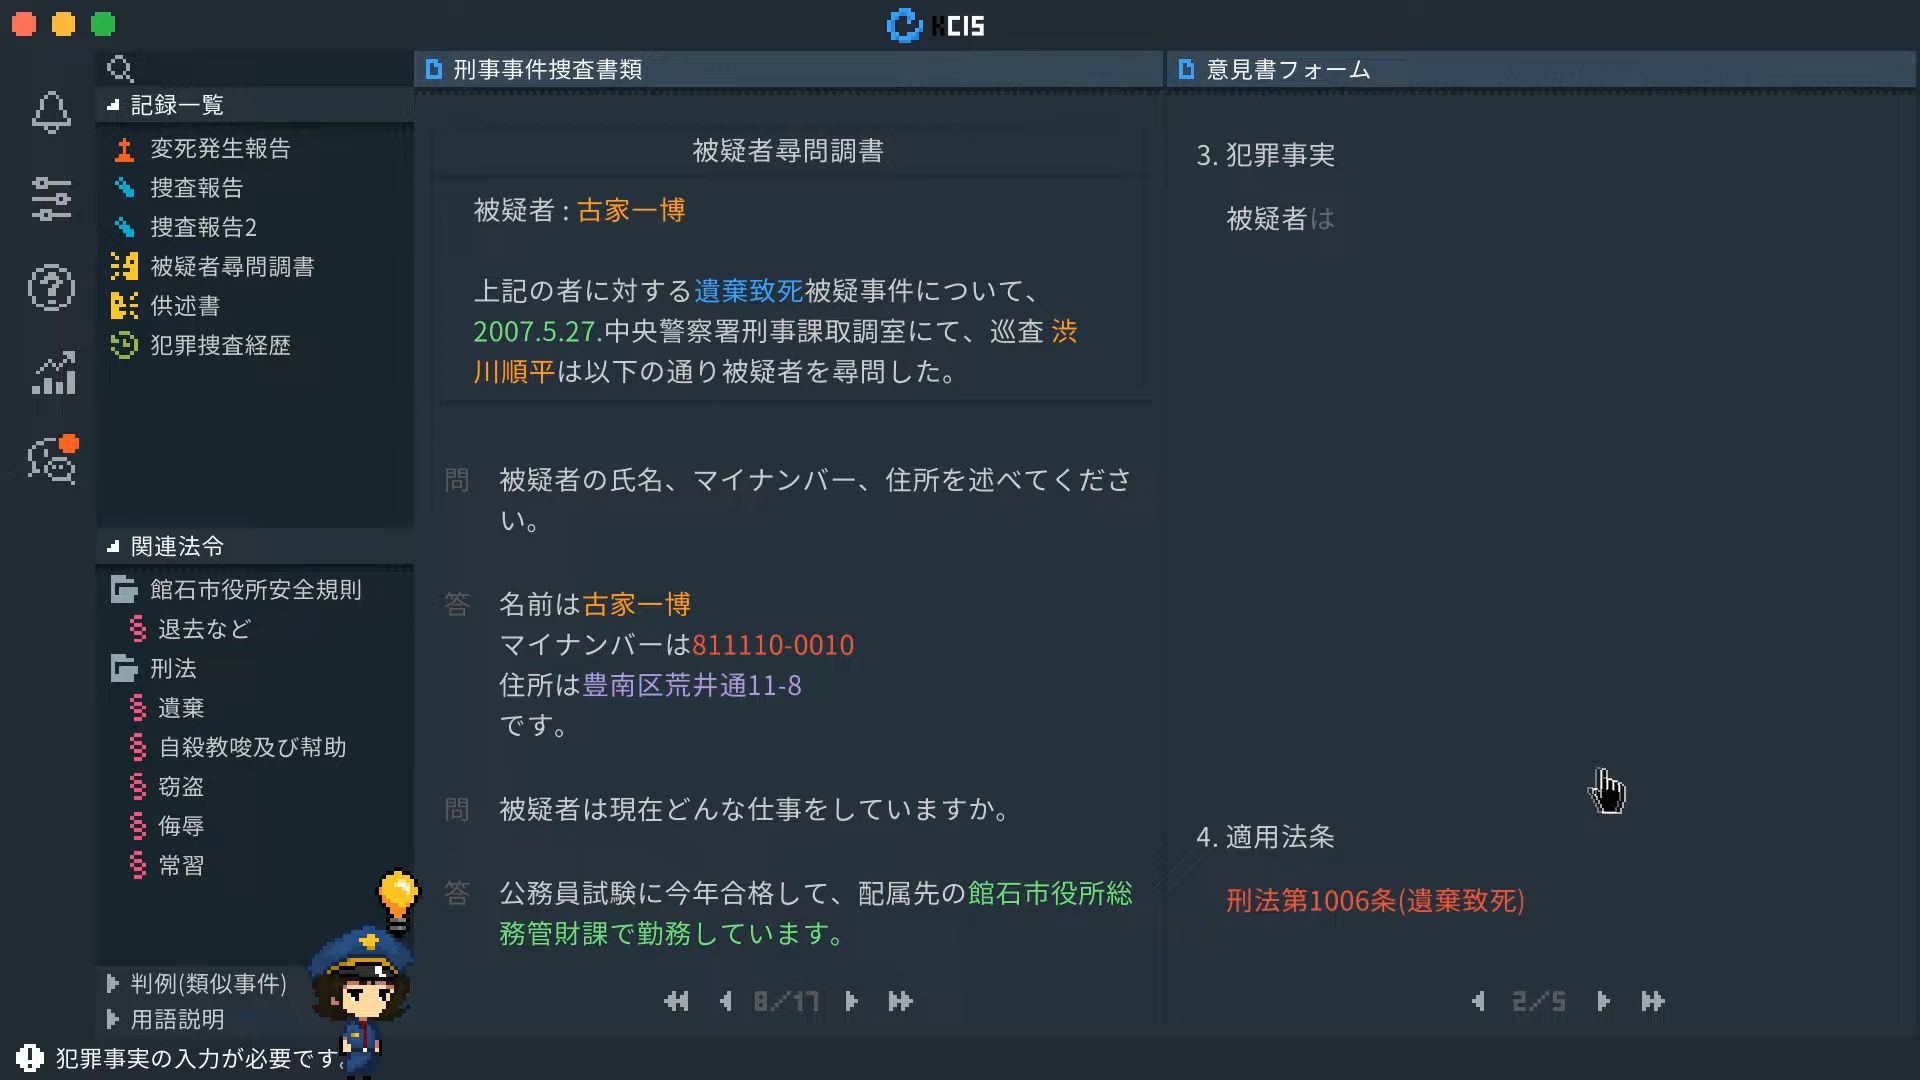 KCIS
刑事事件捜査書類
意見書フォーム
記録一覧
変死発生報告
捜査報告
捜査報告2
被疑者尋問調書
供述書
犯罪捜査経歴
関連法令
館石市役所安全規則
退去など
刑法
遺棄
自殺教唆及び幇助
窃盗
侮辱
常習
判例(類似事件)
用語説明
犯罪事実の入力が必要です。
被疑者尋問調書
被疑者 : 古家一博
上記の者に対する遺棄致死被疑事件について、
2007.5.27.中央警察署刑事課取調室にて、巡査 渋
川順平は以下の通り被疑者を尋問した。
問 被疑者の氏名、マイナンバー、住所を述べてくださ
い。
答 名前は古家一博
マイナンバーは811110-0010
住所は豊南区荒井通11-8
です。
問 被疑者は現在どんな仕事をしていますか。
答 公務員試験に今年合格して、配属先の館石市役所総
務管財課で勤務しています。
8/17
3. 犯罪事実
被疑者は
4. 適用法条
刑法第1006条(遺棄致死)
2/5